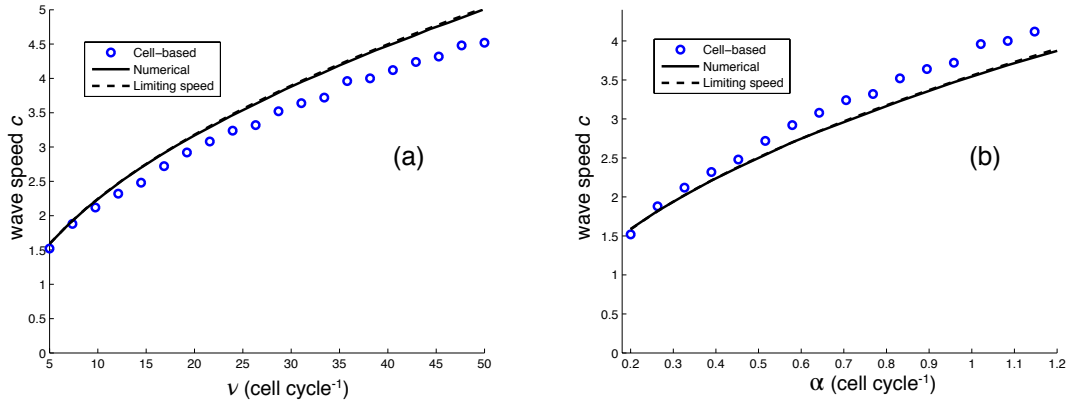 5
4.5
4
3.5
3
2.5
2
1.5
1
0.5
0
wave speed c
Cell−based
Numerical
Limiting speed
(a)
5 10 15 20 25 30 35 40 45 50
ν (cell cycle⁻¹)
4
3.5
3
2.5
2
1.5
1
0.5
0
wave speed c
Cell−based
Numerical
Limiting speed
(b)
0.2 0.3 0.4 0.5 0.6 0.7 0.8 0.9 1 1.1 1.2
α (cell cycle⁻¹)